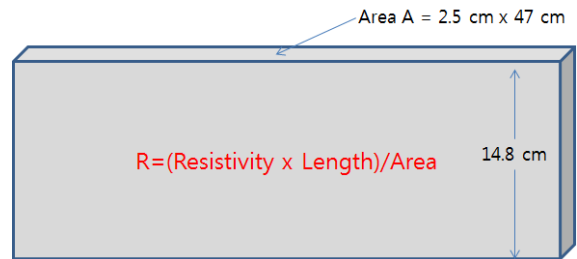 Area A = 2.5 cm x 47 cm
R=(Resistivity x Length)/Area
14.8 cm